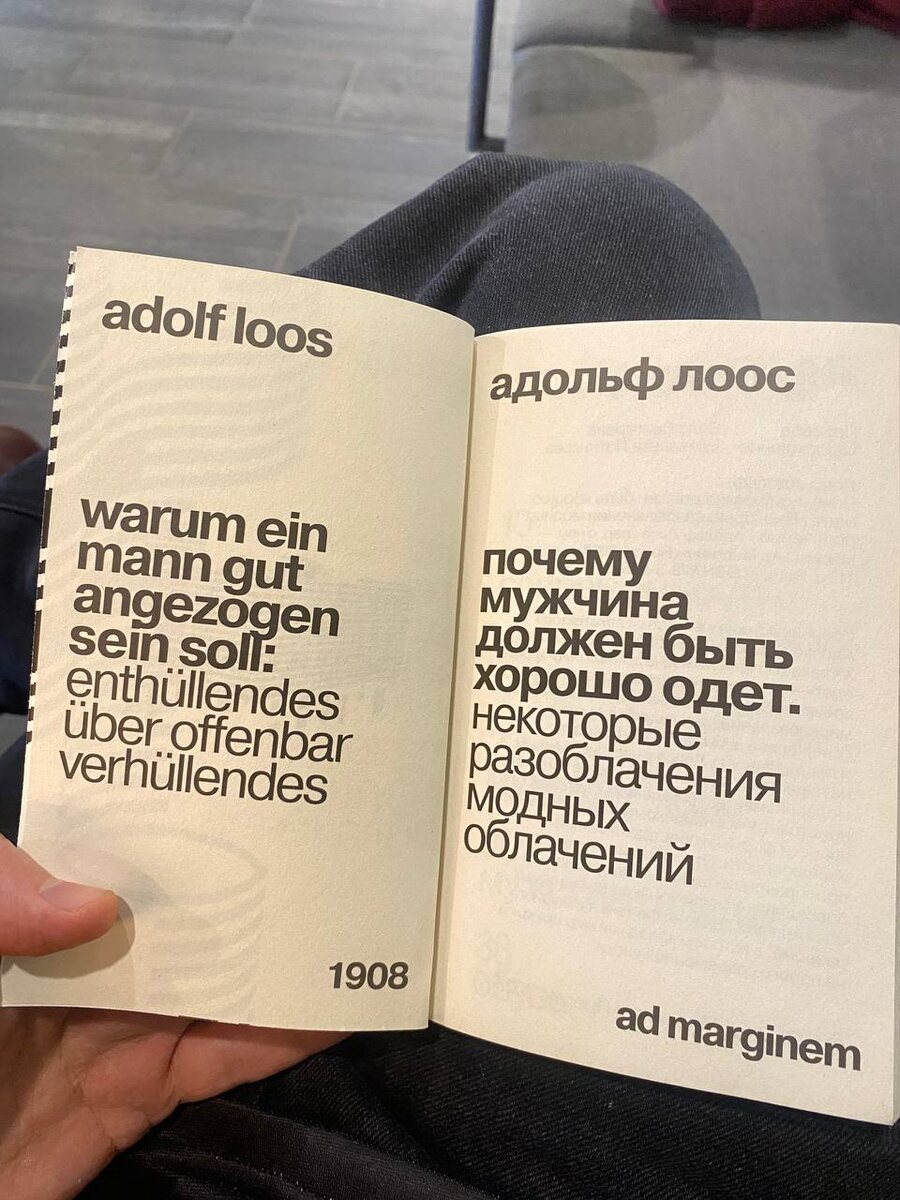 adolf loos
warum ein
mann gut
angezogen
sein soll:
enthüllendes
über offenbar
verhüllendes
1908
адольф лоос
почему
мужчина
должен быть
хорошо одет.
некоторые
разоблачения
модных
облачений
ad marginem